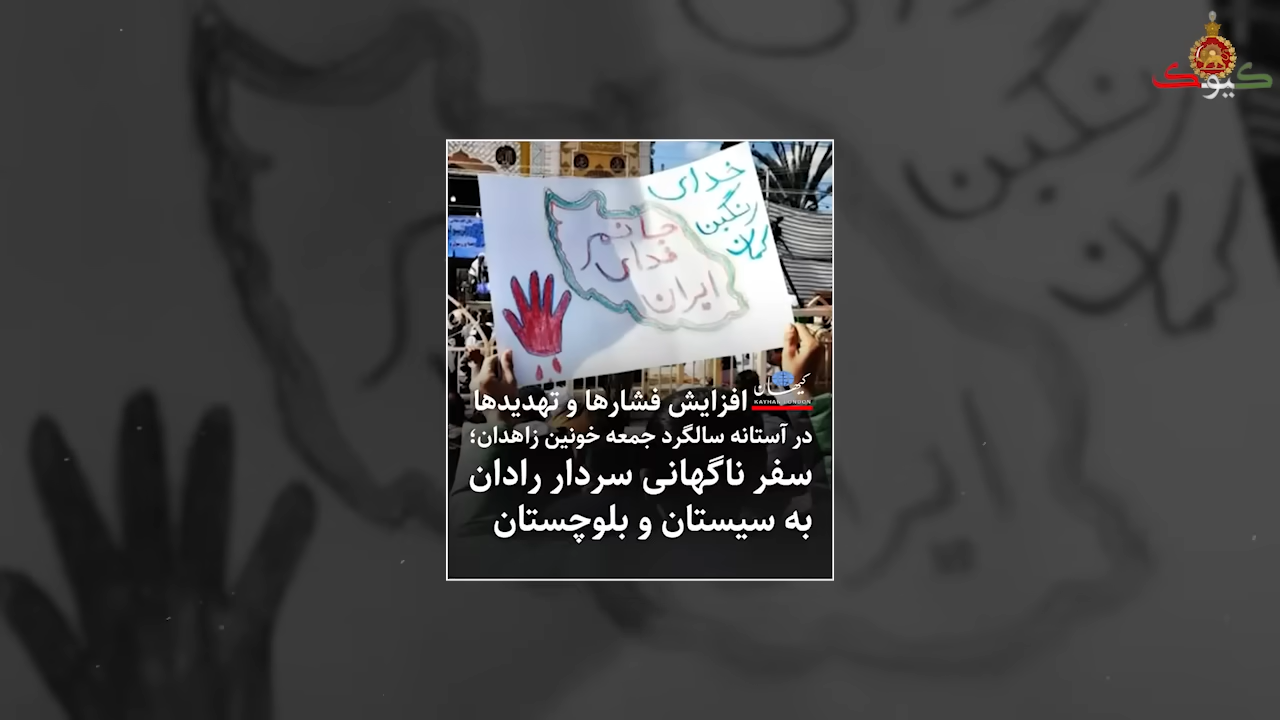 کیوک
خدای
رنگین
کمان
جانم
فدای
ایران
کیهان
KAYHAN LONDON
افزایش فشارها و تهدیدها
در آستانه سالگرد جمعه خونین زاهدان؛
سفر ناگهانی سردار رادان
به سیستان و بلوچستان